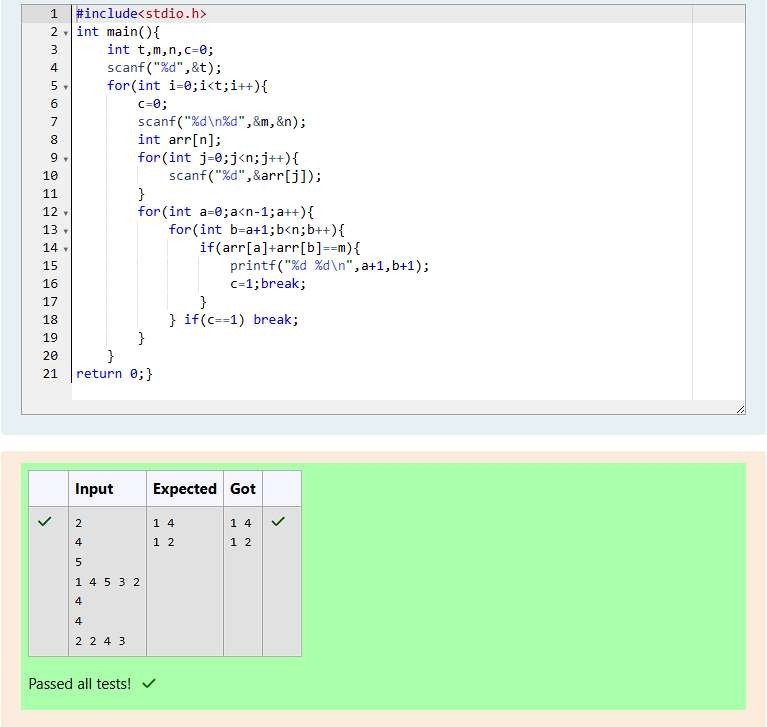 1 #include<stdio.h>
2 int main(){
3 int t,m,n,c=0;
4 scanf("%d",&t);
5 for(int i=0;i<t;i++){
6 c=0;
7 scanf("%d\n%d",&m,&n);
8 int arr[n];
9 for(int j=0;j<n;j++){
10 scanf("%d",&arr[j]);
11 }
12 for(int a=0;a<n-1;a++){
13 for(int b=a+1;b<n;b++){
14 if(arr[a]+arr[b]==m){
15 printf("%d %d\n",a+1,b+1);
16 c=1;break;
17 }
18 } if(c==1) break;
19 }
20 }
21 return 0;}
Input Expected Got
2 1 4 1 4
4 1 2 1 2
5
1 4 5 3 2
4
4
2 2 4 3
Passed all tests!